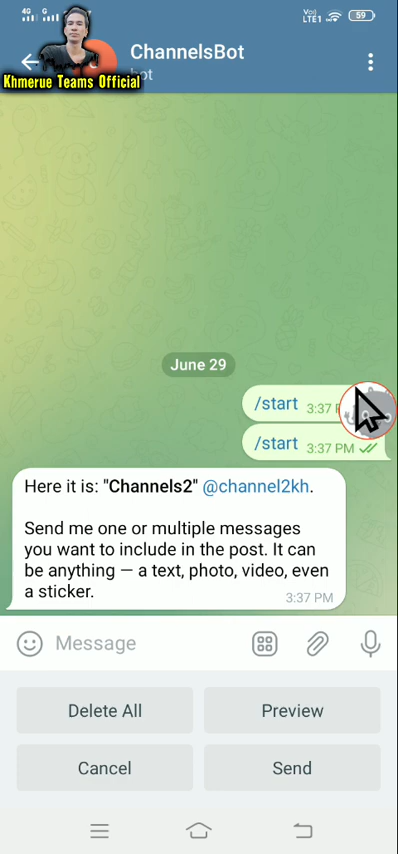 4G G
Vo)) LTE1 59
ChannelsBot
bot
Khmerue Teams Official
June 29
/start 3:37
/start 3:37 PM
Here it is: "Channels2" @channel2kh.
Send me one or multiple messages
you want to include in the post. It can
be anything — a text, photo, video, even
a sticker.
3:37 PM
Message
Delete All Preview
Cancel Send